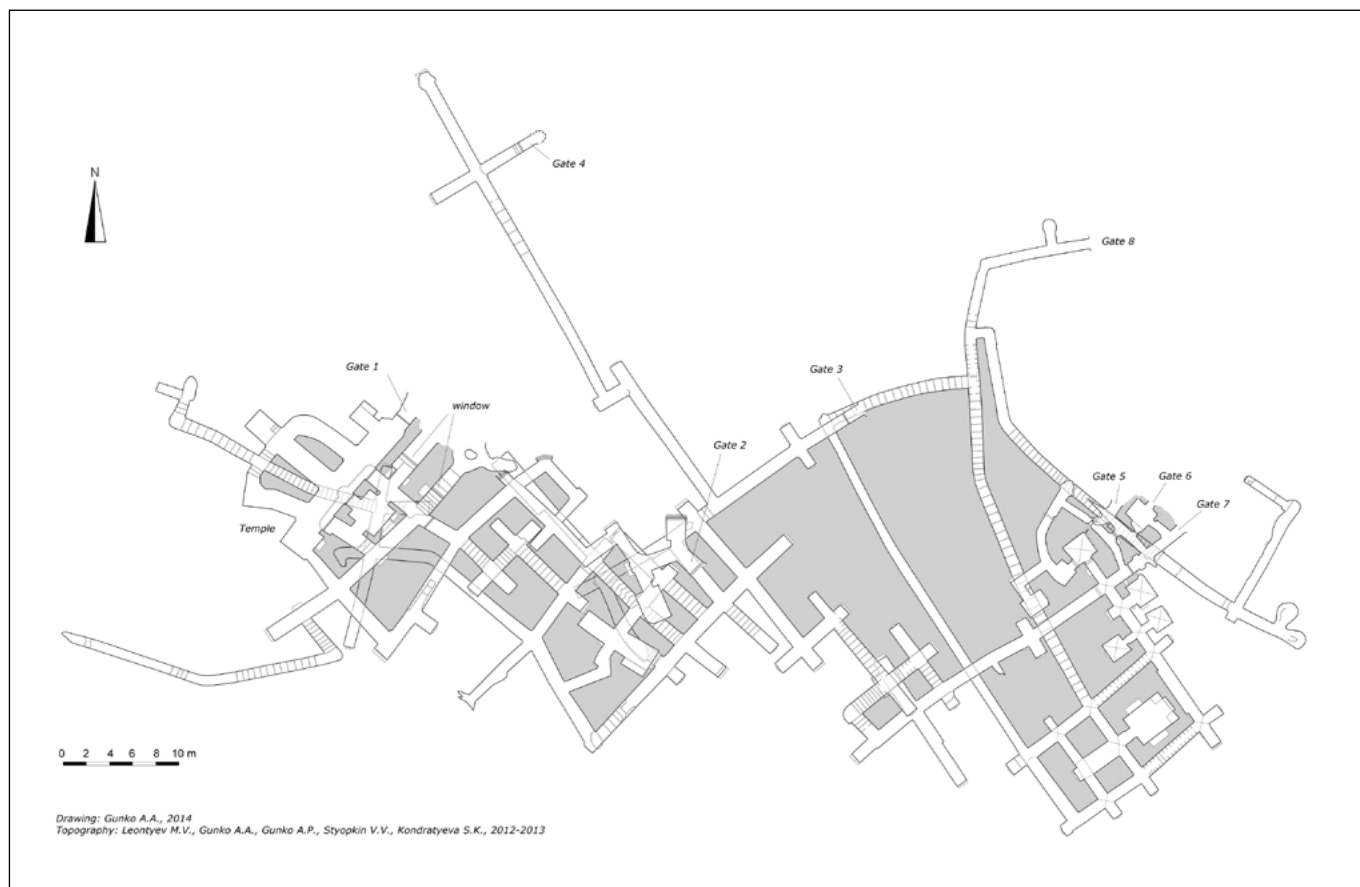 Gate 4
N
Gate 8
Gate 1
Gate 3
window
Gate 2
Gate 5
Gate 6
Gate 7
Temple
0 2 4 6 8 10 m
Drawing: Gunko A.A., 2014
Topography: Leontyev M.V., Gunko A.A., Gunko A.P., Styopkin V.V., Kondratyeva S.K., 2012-2013